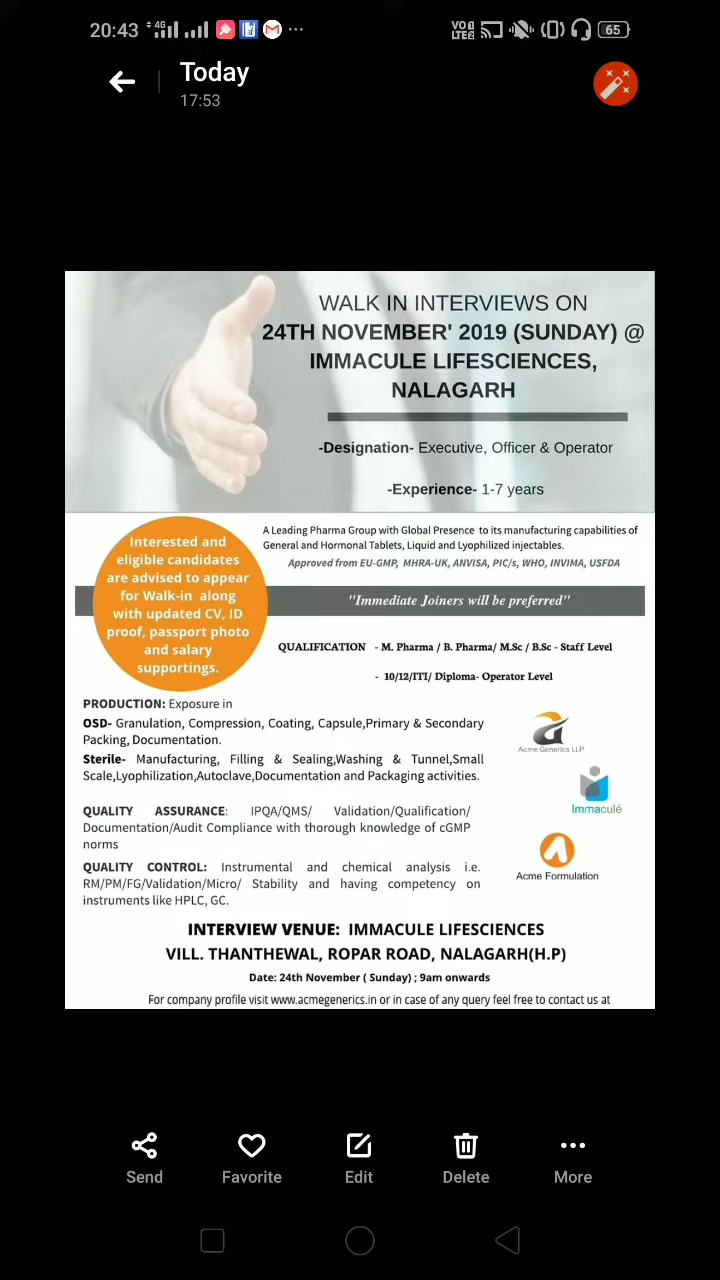 20:43
4G
VO
LTE
65
Today
17:53
WALK IN INTERVIEWS ON
24TH NOVEMBER' 2019 (SUNDAY) @
IMMACULE LIFESCIENCES,
NALAGARH
-Designation- Executive, Officer & Operator
-Experience- 1-7 years
Interested and
eligible candidates
are advised to appear
for Walk-in along
with updated CV, ID
proof, passport photo
and salary
supportings.
A Leading Pharma Group with Global Presence to its manufacturing capabilities of
General and Hormonal Tablets, Liquid and Lyophilized injectables.
Approved from EU-GMP, MHRA-UK, ANVISA, PIC/s, WHO, INVIMA, USFDA
"Immediate Joiners will be preferred"
QUALIFICATION - M. Pharma / B. Pharma/ M.Sc / B.Sc - Staff Level
- 10/12/ITI/ Diploma- Operator Level
PRODUCTION: Exposure in
OSD- Granulation, Compression, Coating, Capsule,Primary & Secondary
Packing, Documentation.
Sterile- Manufacturing, Filling & Sealing,Washing & Tunnel,Small
Scale,Lyophilization,Autoclave,Documentation and Packaging activities.
QUALITY ASSURANCE: IPQA/QMS/ Validation/Qualification/
Documentation/Audit Compliance with thorough knowledge of cGMP
norms
QUALITY CONTROL: Instrumental and chemical analysis i.e.
RM/PM/FG/Validation/Micro/ Stability and having competency on
instruments like HPLC, GC.
Acme Generics LLP
Immaculé
Acme Formulation
INTERVIEW VENUE: IMMACULE LIFESCIENCES
VILL. THANTHEWAL, ROPAR ROAD, NALAGARH(H.P)
Date: 24th November ( Sunday) ; 9am onwards
For company profile visit www.acmegenerics.in or in case of any query feel free to contact us at
Send
Favorite
Edit
Delete
More